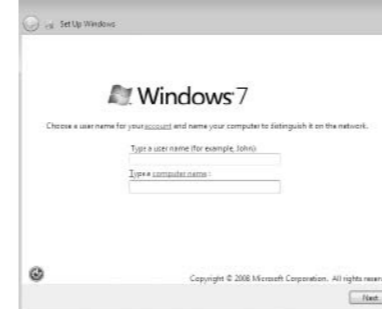 Set Up Windows
Windows 7
Choose a user name for your account and name your computer to distinguish it on the network.
Type a user name (for example, John):
Type a computer name:
Copyright © 2008 Microsoft Corporation. All rights reser
Next